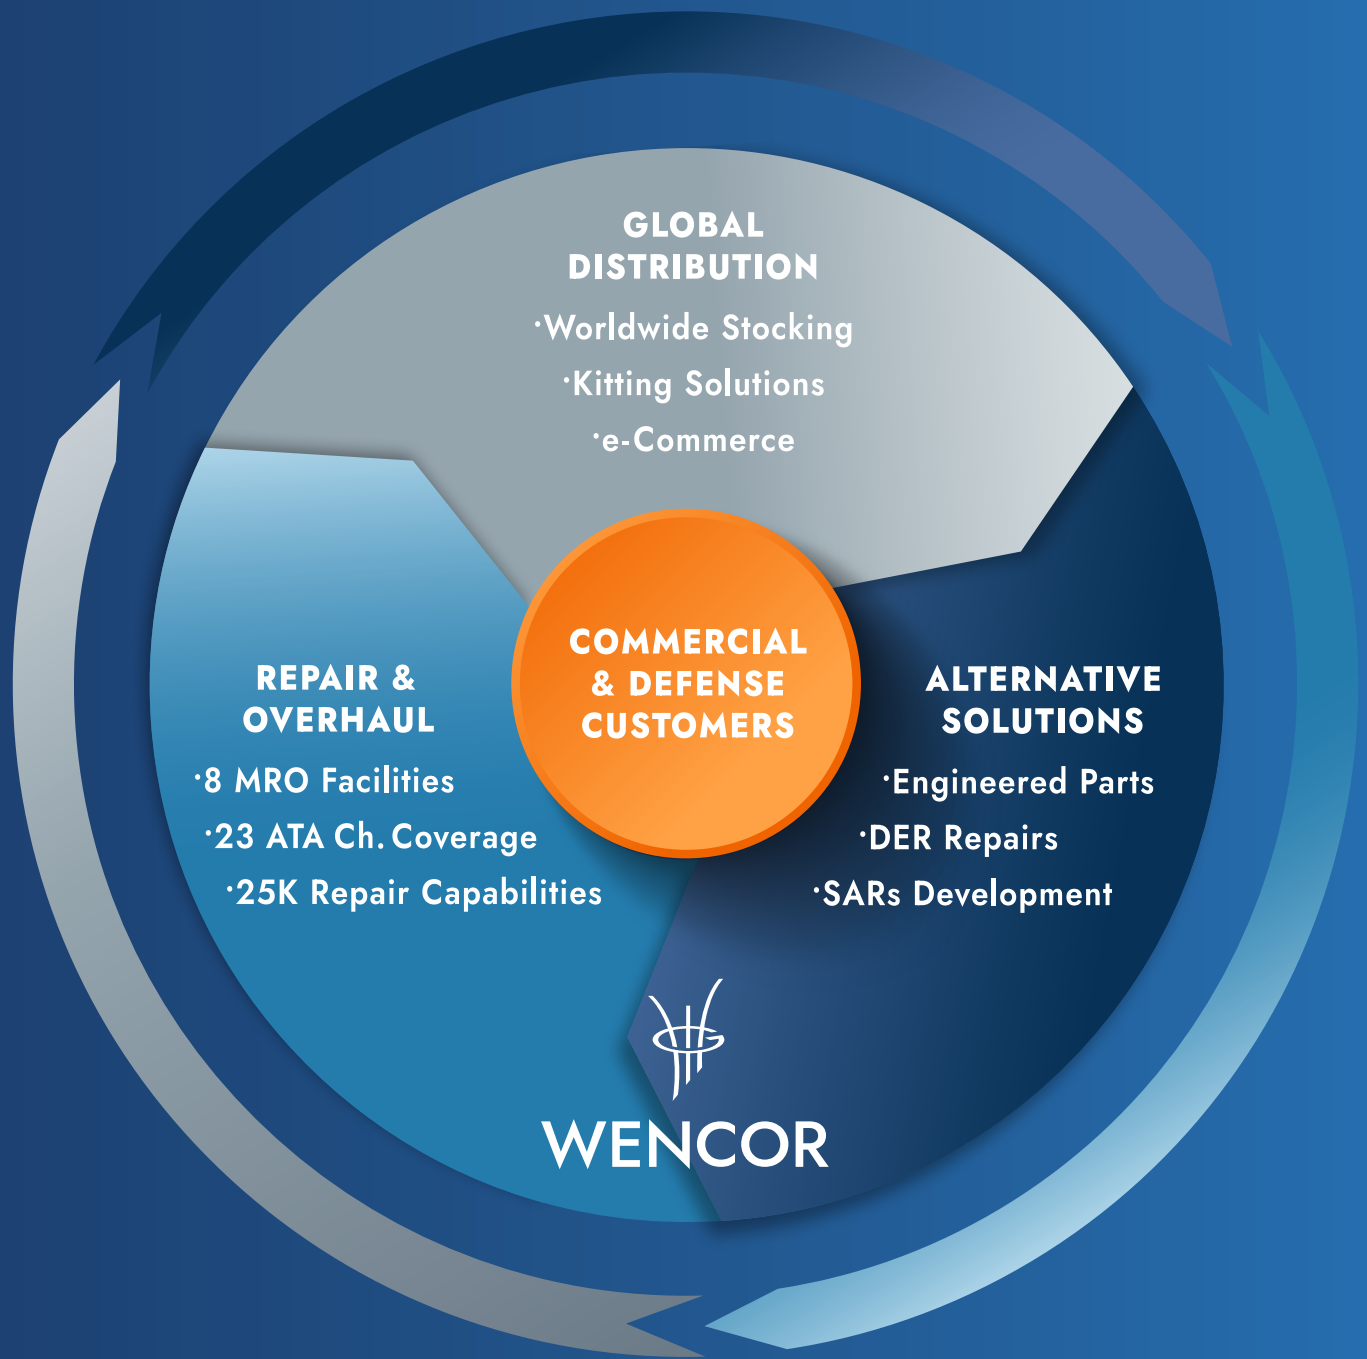 GLOBAL
DISTRIBUTION
·Worldwide Stocking
·Kitting Solutions
·e-Commerce
COMMERCIAL
& DEFENSE
CUSTOMERS
REPAIR &
OVERHAUL
·8 MRO Facilities
·23 ATA Ch. Coverage
·25K Repair Capabilities
ALTERNATIVE
SOLUTIONS
·Engineered Parts
·DER Repairs
·SARs Development
WENCOR